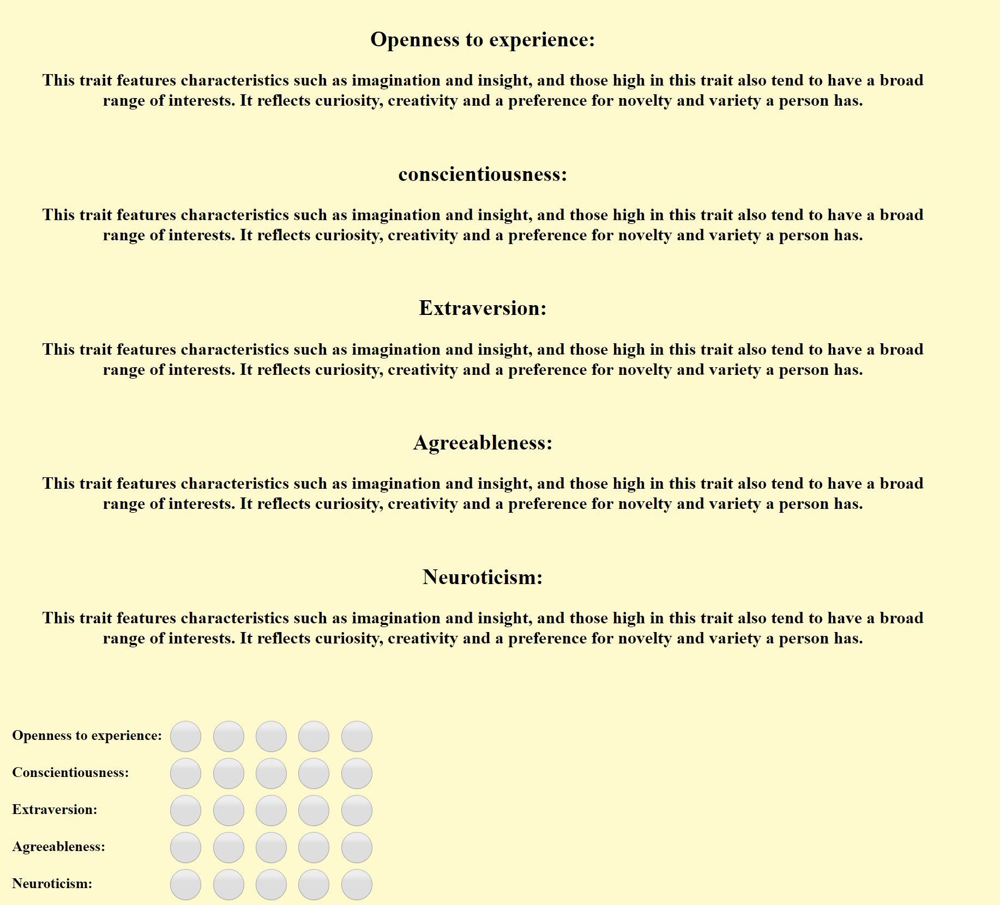 Openness to experience:
This trait features characteristics such as imagination and insight, and those high in this trait also tend to have a broad
range of interests. It reflects curiosity, creativity and a preference for novelty and variety a person has.
conscientiousness:
This trait features characteristics such as imagination and insight, and those high in this trait also tend to have a broad
range of interests. It reflects curiosity, creativity and a preference for novelty and variety a person has.
Extraversion:
This trait features characteristics such as imagination and insight, and those high in this trait also tend to have a broad
range of interests. It reflects curiosity, creativity and a preference for novelty and variety a person has.
Agreeableness:
This trait features characteristics such as imagination and insight, and those high in this trait also tend to have a broad
range of interests. It reflects curiosity, creativity and a preference for novelty and variety a person has.
Neuroticism:
This trait features characteristics such as imagination and insight, and those high in this trait also tend to have a broad
range of interests. It reflects curiosity, creativity and a preference for novelty and variety a person has.
Openness to experience:
Conscientiousness:
Extraversion:
Agreeableness:
Neuroticism: